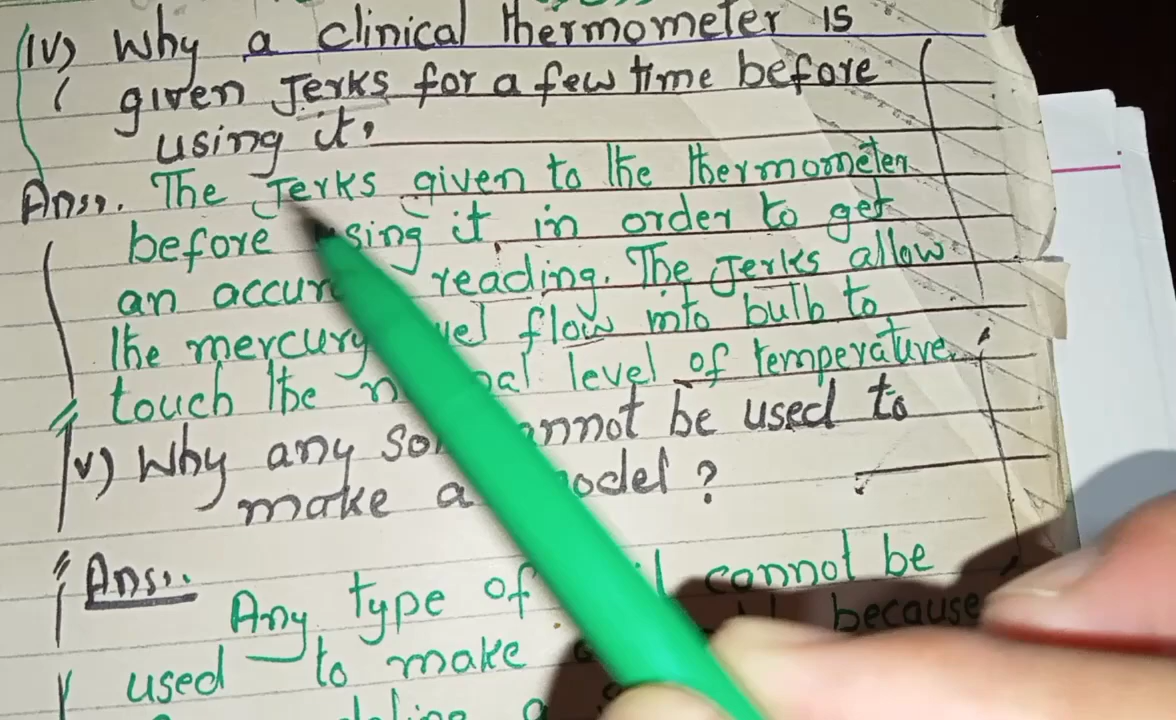 (iv) Why a clinical thermometer is
given Jerks for a few time before
using it.
Ans. The Jerks given to the thermometer
before using it in order to get
an accur reading. The Jerks allow
the mercury flow into bulb to
touch the level of temperature.
(v) Why any cannot be used to
make a model ?
Ans. Any type of cannot be
used to make because